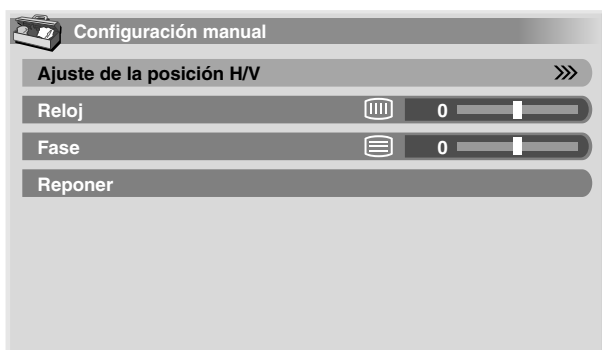 Configuración manual
Ajuste de la posición H/V
Reloj 0
Fase 0
Reponer